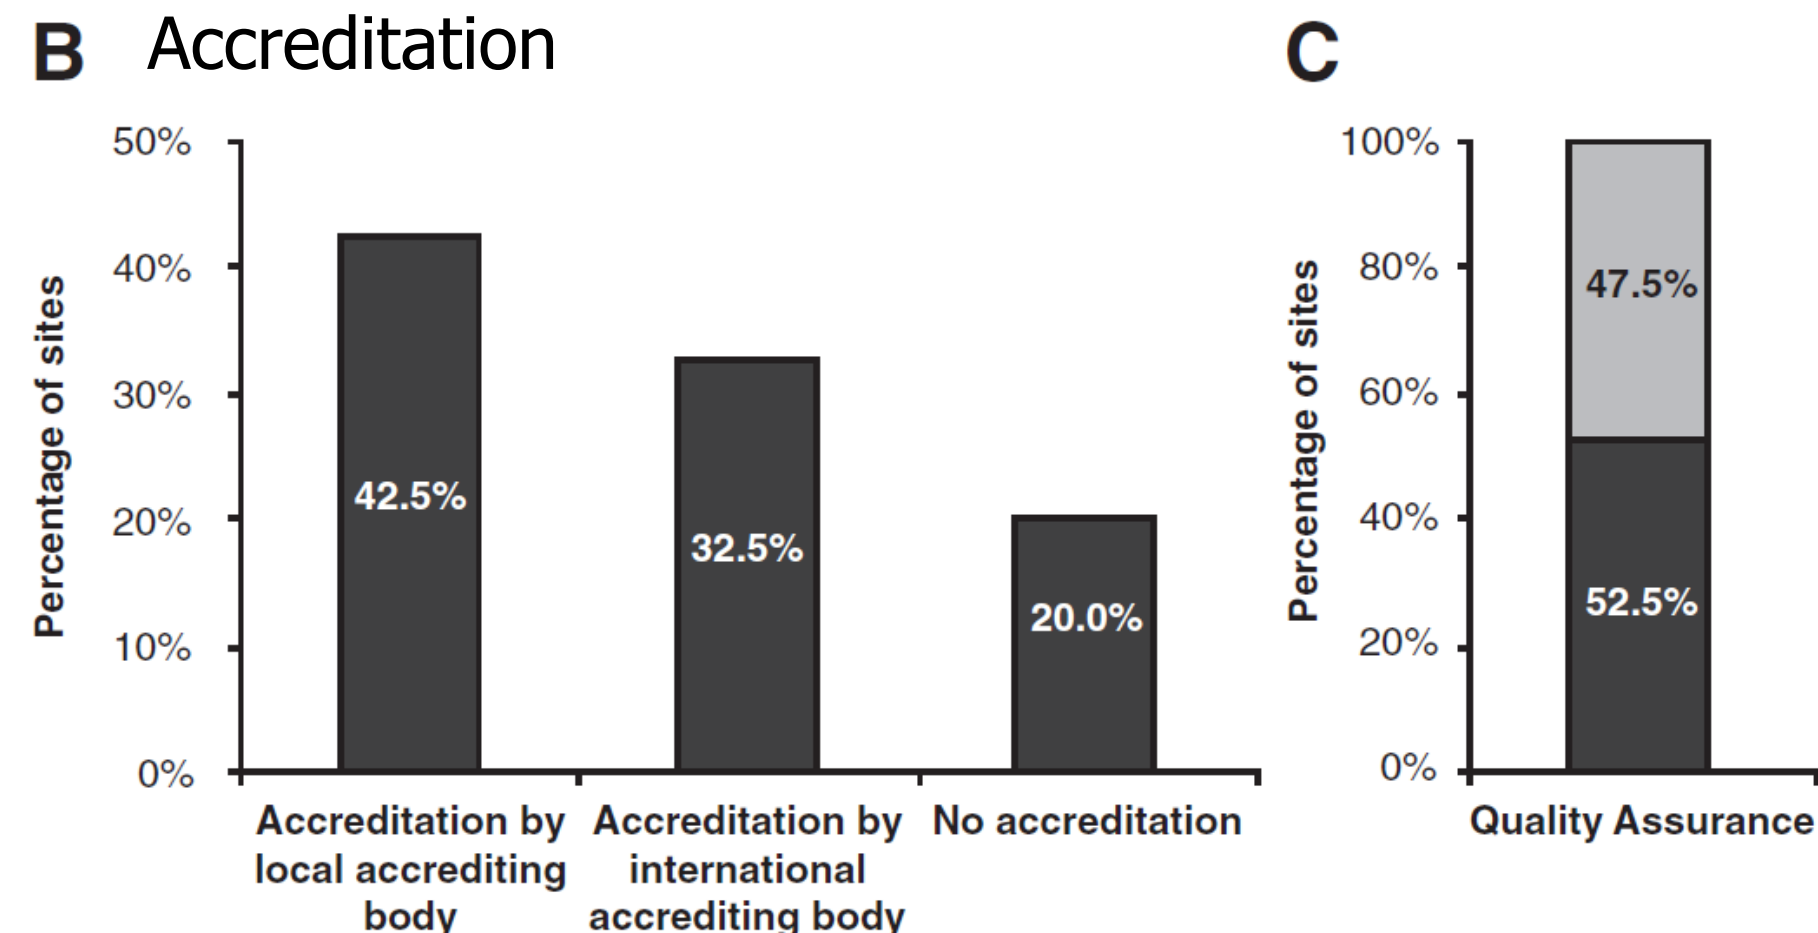 B Accreditation
Percentage of sites
50%
40%
30%
20%
10%
0%
42.5%
32.5%
20.0%
Accreditation by
local accrediting
body
Accreditation by
international
accrediting body
No accreditation
C
Percentage of sites
100%
80%
60%
40%
20%
0%
47.5%
52.5%
Quality Assurance